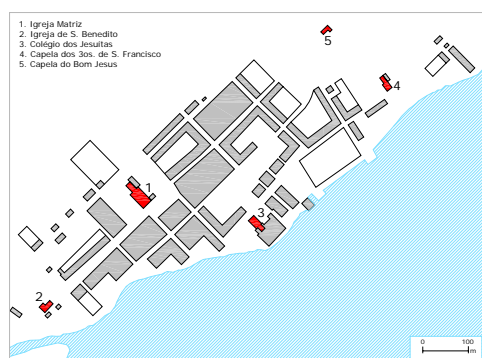 1. Igreja Matriz
2. Igreja de S. Benedito
3. Colégio dos Jesuitas
4. Capela dos 3os. de S. Francisco
5. Capela do Bom Jesus
5
4
1
3
2
0 100
m